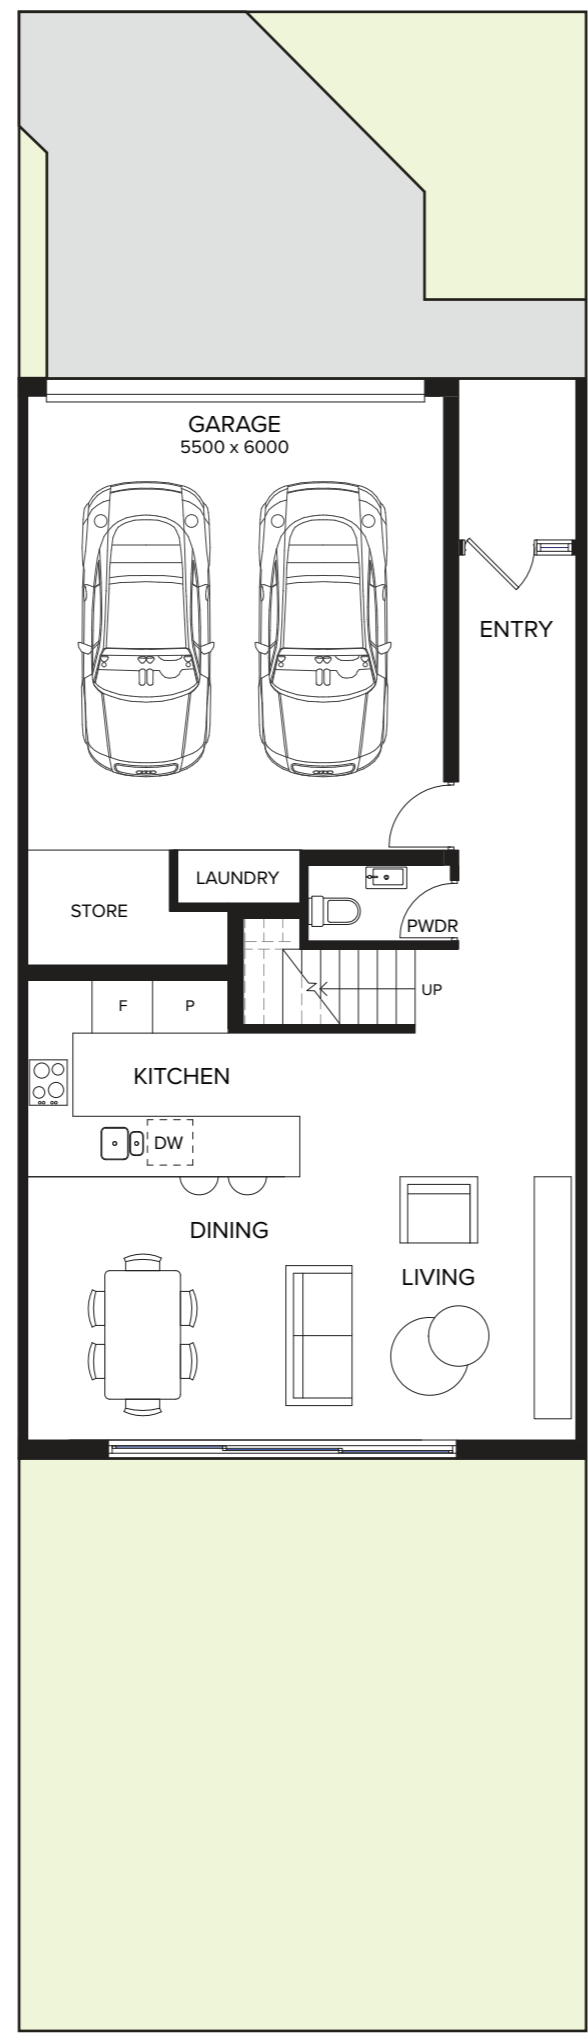 GARAGE
5500 x 6000
ENTRY
LAUNDRY
STORE
PWDR
UP
F
P
KITCHEN
DW
DINING
LIVING